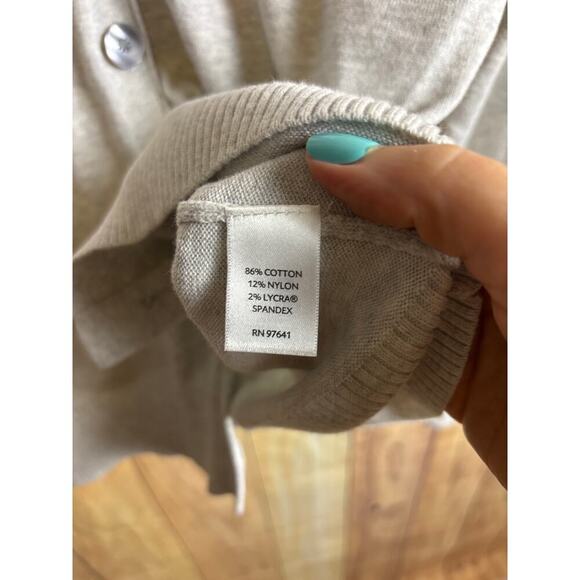 86% COTTON
12% NYLON
2% LYCRA®
SPANDEX
RN 97641